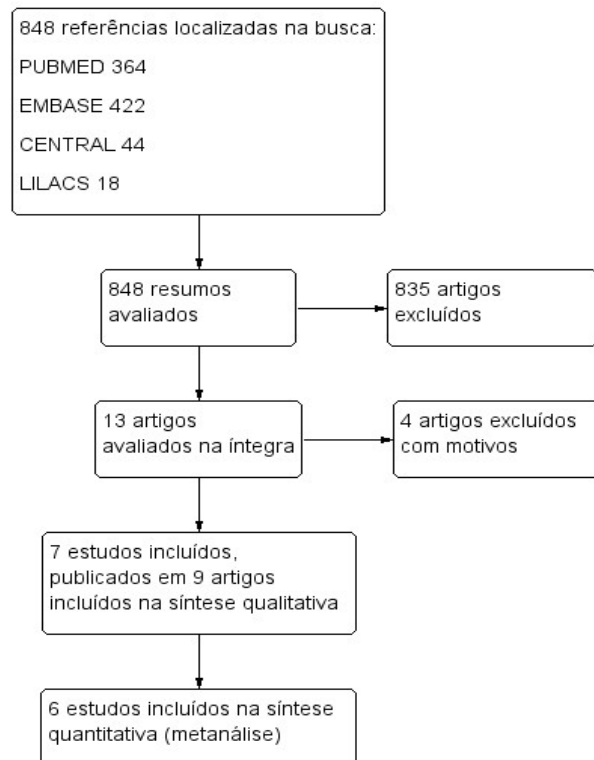 848 referências localizadas na busca:
PUBMED 364
EMBASE 422
CENTRAL 44
LILACS 18
848 resumos
avaliados
835 artigos
excluídos
13 artigos
avaliados na íntegra
4 artigos excluídos
com motivos
7 estudos incluídos,
publicados em 9 artigos
incluídos na síntese qualitativa
6 estudos incluídos na síntese
quantitativa (metanálise)